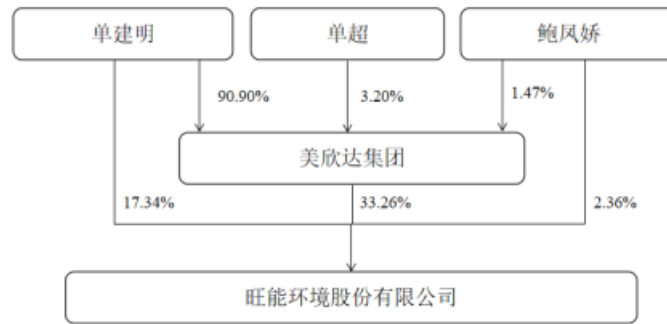 单建明
单超
鲍凤娇
90.90%
3.20%
1.47%
美欣达集团
17.34%
33.26%
2.36%
旺能环境股份有限公司